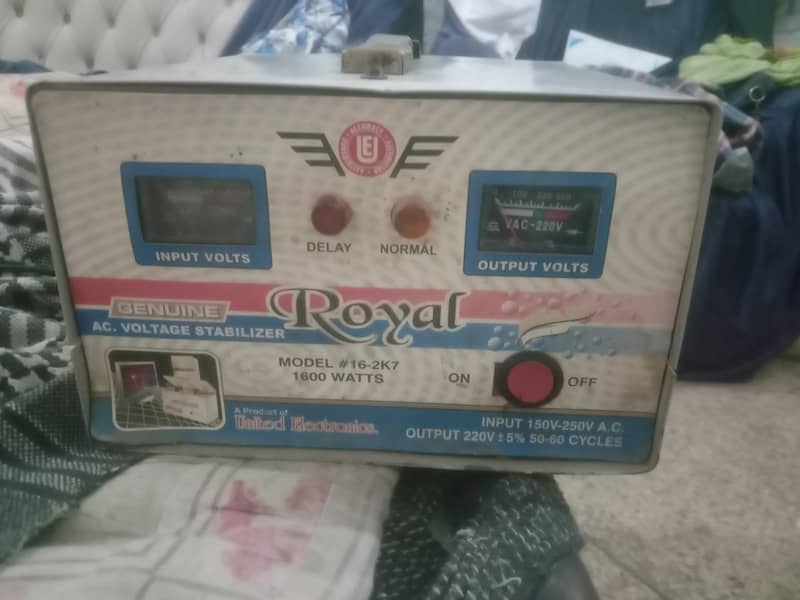 UE
DELAY
NORMAL
INPUT VOLTS
VAC-220V
OUTPUT VOLTS
GENUINE
Royal
AC. VOLTAGE STABILIZER
MODEL #16-2K7
1600 WATTS
ON
OFF
A Product of
United Electronics.
INPUT 150V-250V A.C.
OUTPUT 220V±5% 50-60 CYCLES